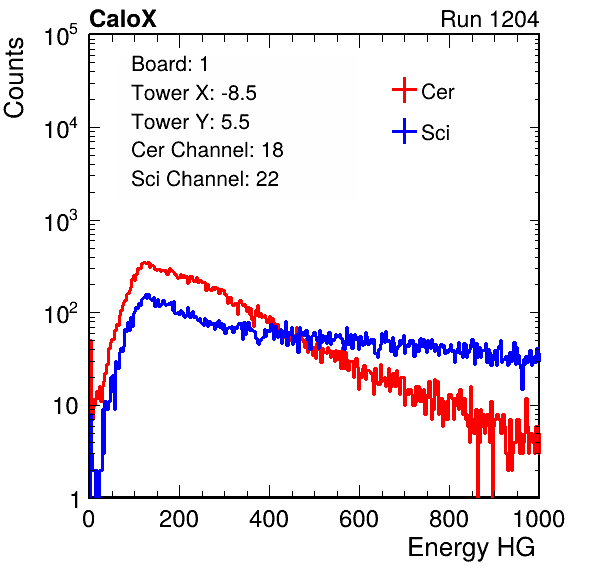 CaloX Run 1204
Counts
Board: 1
Tower X: -8.5
Tower Y: 5.5
Cer Channel: 18
Sci Channel: 22
Cer
Sci
10^5
10^4
10^3
10^2
10
1
0 200 400 600 800 1000
Energy HG